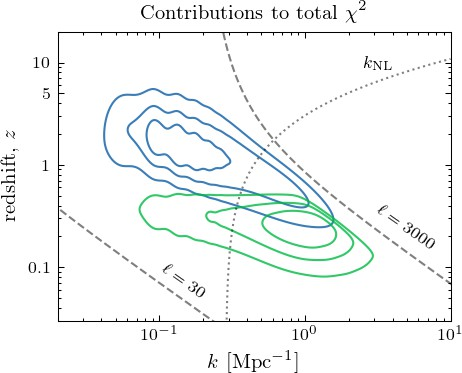 Contributions to total χ²
redshift, z
10
5
1
0.1
k_NL
ℓ = 3000
ℓ = 30
10⁻¹
10⁰
10¹
k [Mpc⁻¹]